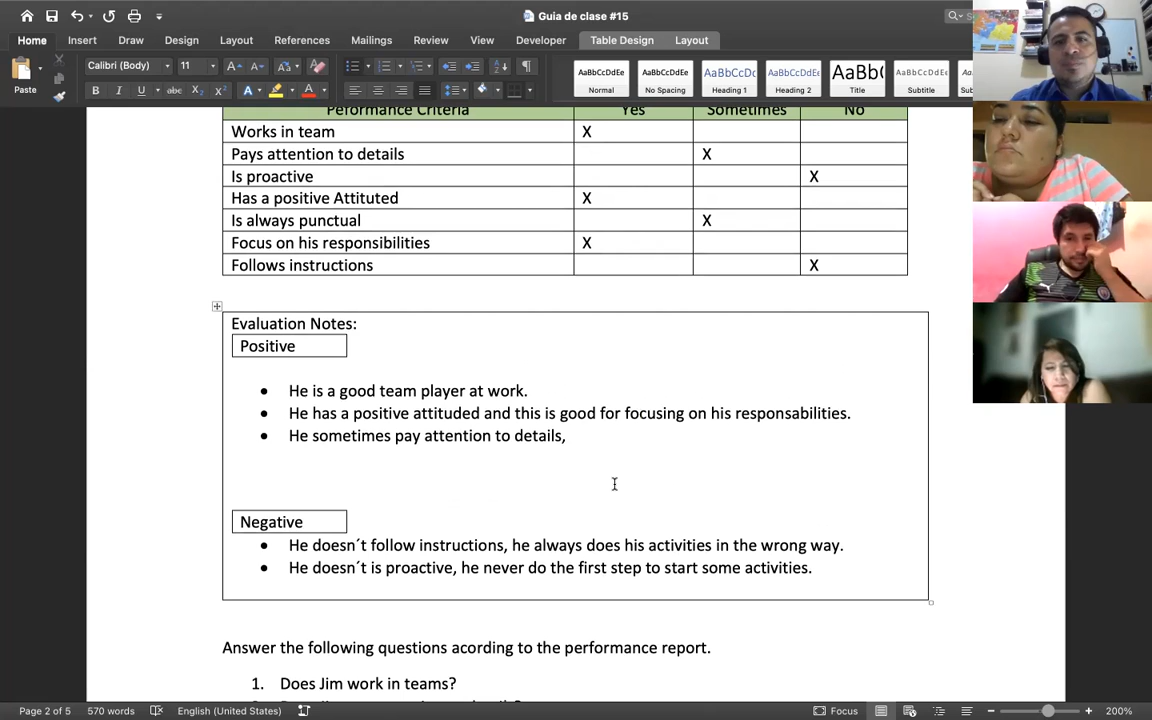 Guia de clase #15
Home Insert Draw Design Layout References Mailings Review View Developer Table Design Layout
Paste
Calibri (Body) 11
AaBbCcDdEe AaBbCcDdEe AaBbCcDc AaBbCcDdEe AaBb( AaBbCcDdEe
Normal No Spacing Heading 1 Heading 2 Title Subtitle
Peformance Criteria Yes Sometimes No
Works in team X
Pays attention to details X
Is proactive X
Has a positive Attituted X
Is always punctual X
Focus on his responsibilities X
Follows instructions X
Evaluation Notes:
Positive
• He is a good team player at work.
• He has a positive attituded and this is good for focusing on his responsabilities.
• He sometimes pay attention to details,
Negative
• He doesn´t follow instructions, he always does his activities in the wrong way.
• He doesn´t is proactive, he never do the first step to start some activities.
Answer the following questions acording to the performance report.
1. Does Jim work in teams?
Page 2 of 5 570 words English (United States) Focus 200%